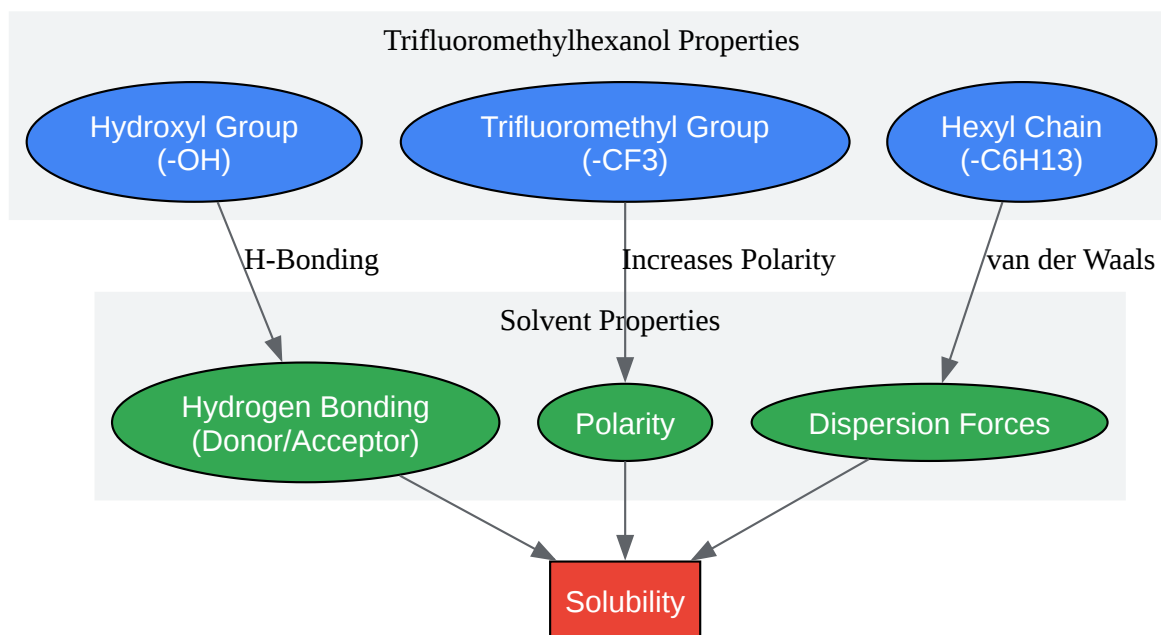 Trifluoromethylhexanol Properties
Hydroxyl Group
(-OH)
Trifluoromethyl Group
(-CF3)
Hexyl Chain
(-C6H13)
H-Bonding
Increases Polarity
van der Waals
Solvent Properties
Hydrogen Bonding
(Donor/Acceptor)
Polarity
Dispersion Forces
Solubility